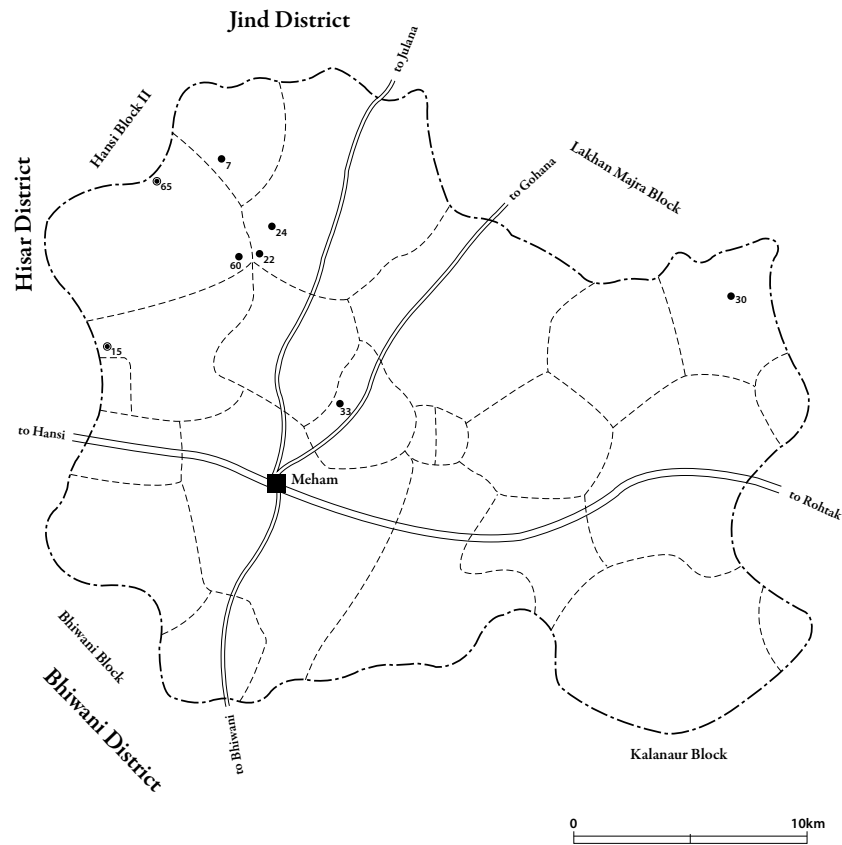 Jind District
to Julana
Hansi Block II
Lakhan Majra Block
to Gohana
Hisar District
7
65
24
22
60
30
15
33
to Hansi
Meham
to Rohtak
Bhiwani Block
Bhiwani District
to Bhiwani
Kalanaur Block
0 10km